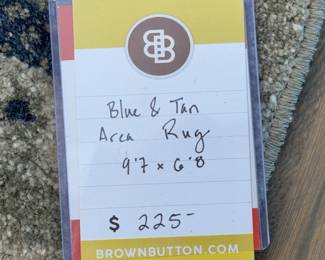 BB
Blue & Tan
Area Rug
9'7 x 6'8
$ 225-
BROWNBUTTON.COM